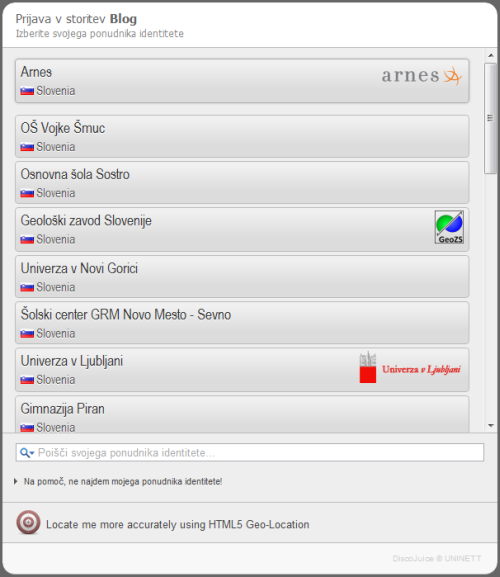 Prijava v storitev Blog
Izberite svojega ponudnika identitete
Arnes
Slovenia
arnes
OŠ Vojke Šmuc
Slovenia
Osnovna šola Sostro
Slovenia
Geološki zavod Slovenije
Slovenia
GeoZS
Univerza v Novi Gorici
Slovenia
Šolski center GRM Novo Mesto - Sevno
Slovenia
Univerza v Ljubljani
Slovenia
Univerza v Ljubljani
Gimnazija Piran
Slovenia
Poišči svojega ponudnika identitete...
Na pomoč, ne najdem mojega ponudnika identitete!
Locate me more accurately using HTML5 Geo-Location
DiscoJuice © UNINETT